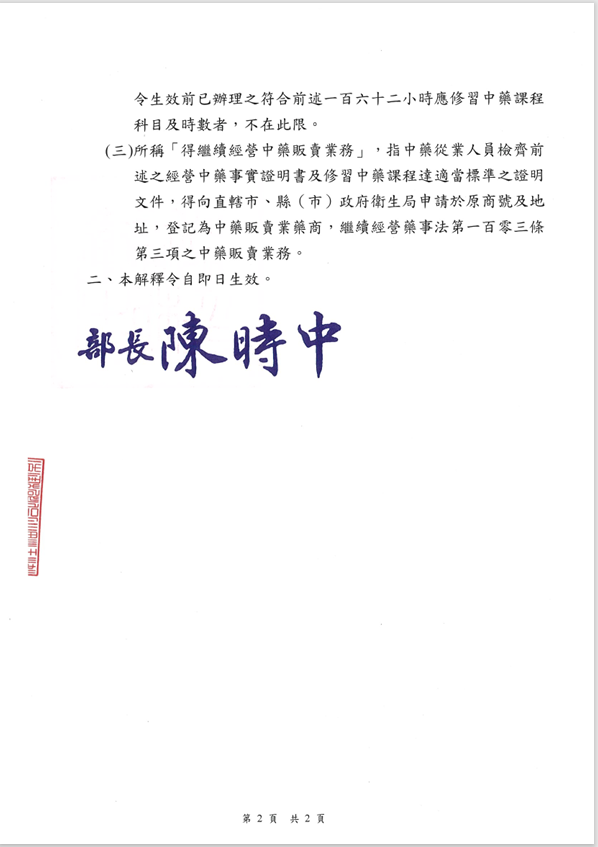 令生效前已辦理之符合前述一百六十二小時應修習中藥課程
科目及時數者，不在此限。
(三)所稱「得繼續經營中藥販賣業務」，指中藥從業人員檢齊前
述之經營中藥事實證明書及修習中藥課程達適當標準之證明
文件，得向直轄市、縣（市）政府衛生局申請於原商號及地
址，登記為中藥販賣業藥商，繼續經營藥事法第一百零三條
第三項之中藥販賣業務。
二、本解釋令自即日生效。
部長陳時中
第 2 頁 共 2 頁